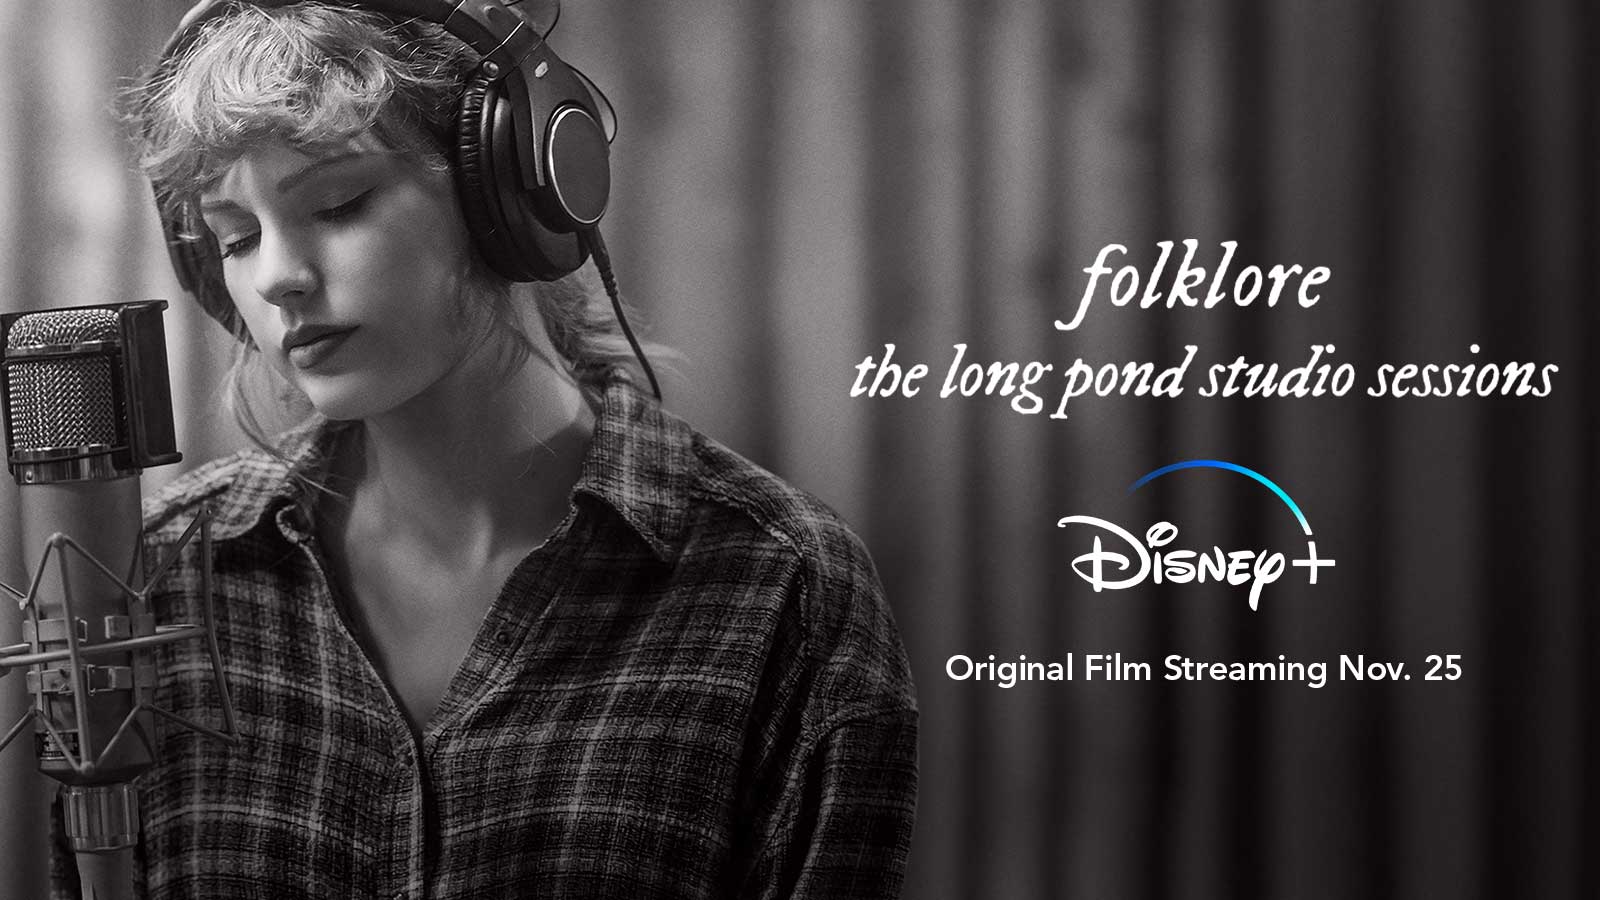 folklore
the long pond studio sessions
Disney+
Original Film Streaming Nov. 25